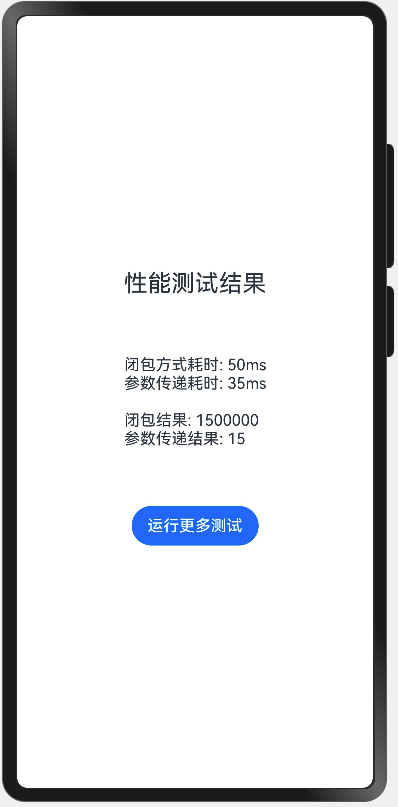 性能测试结果
闭包方式耗时: 50ms
参数传递耗时: 35ms
闭包结果: 1500000
参数传递结果: 15
运行更多测试